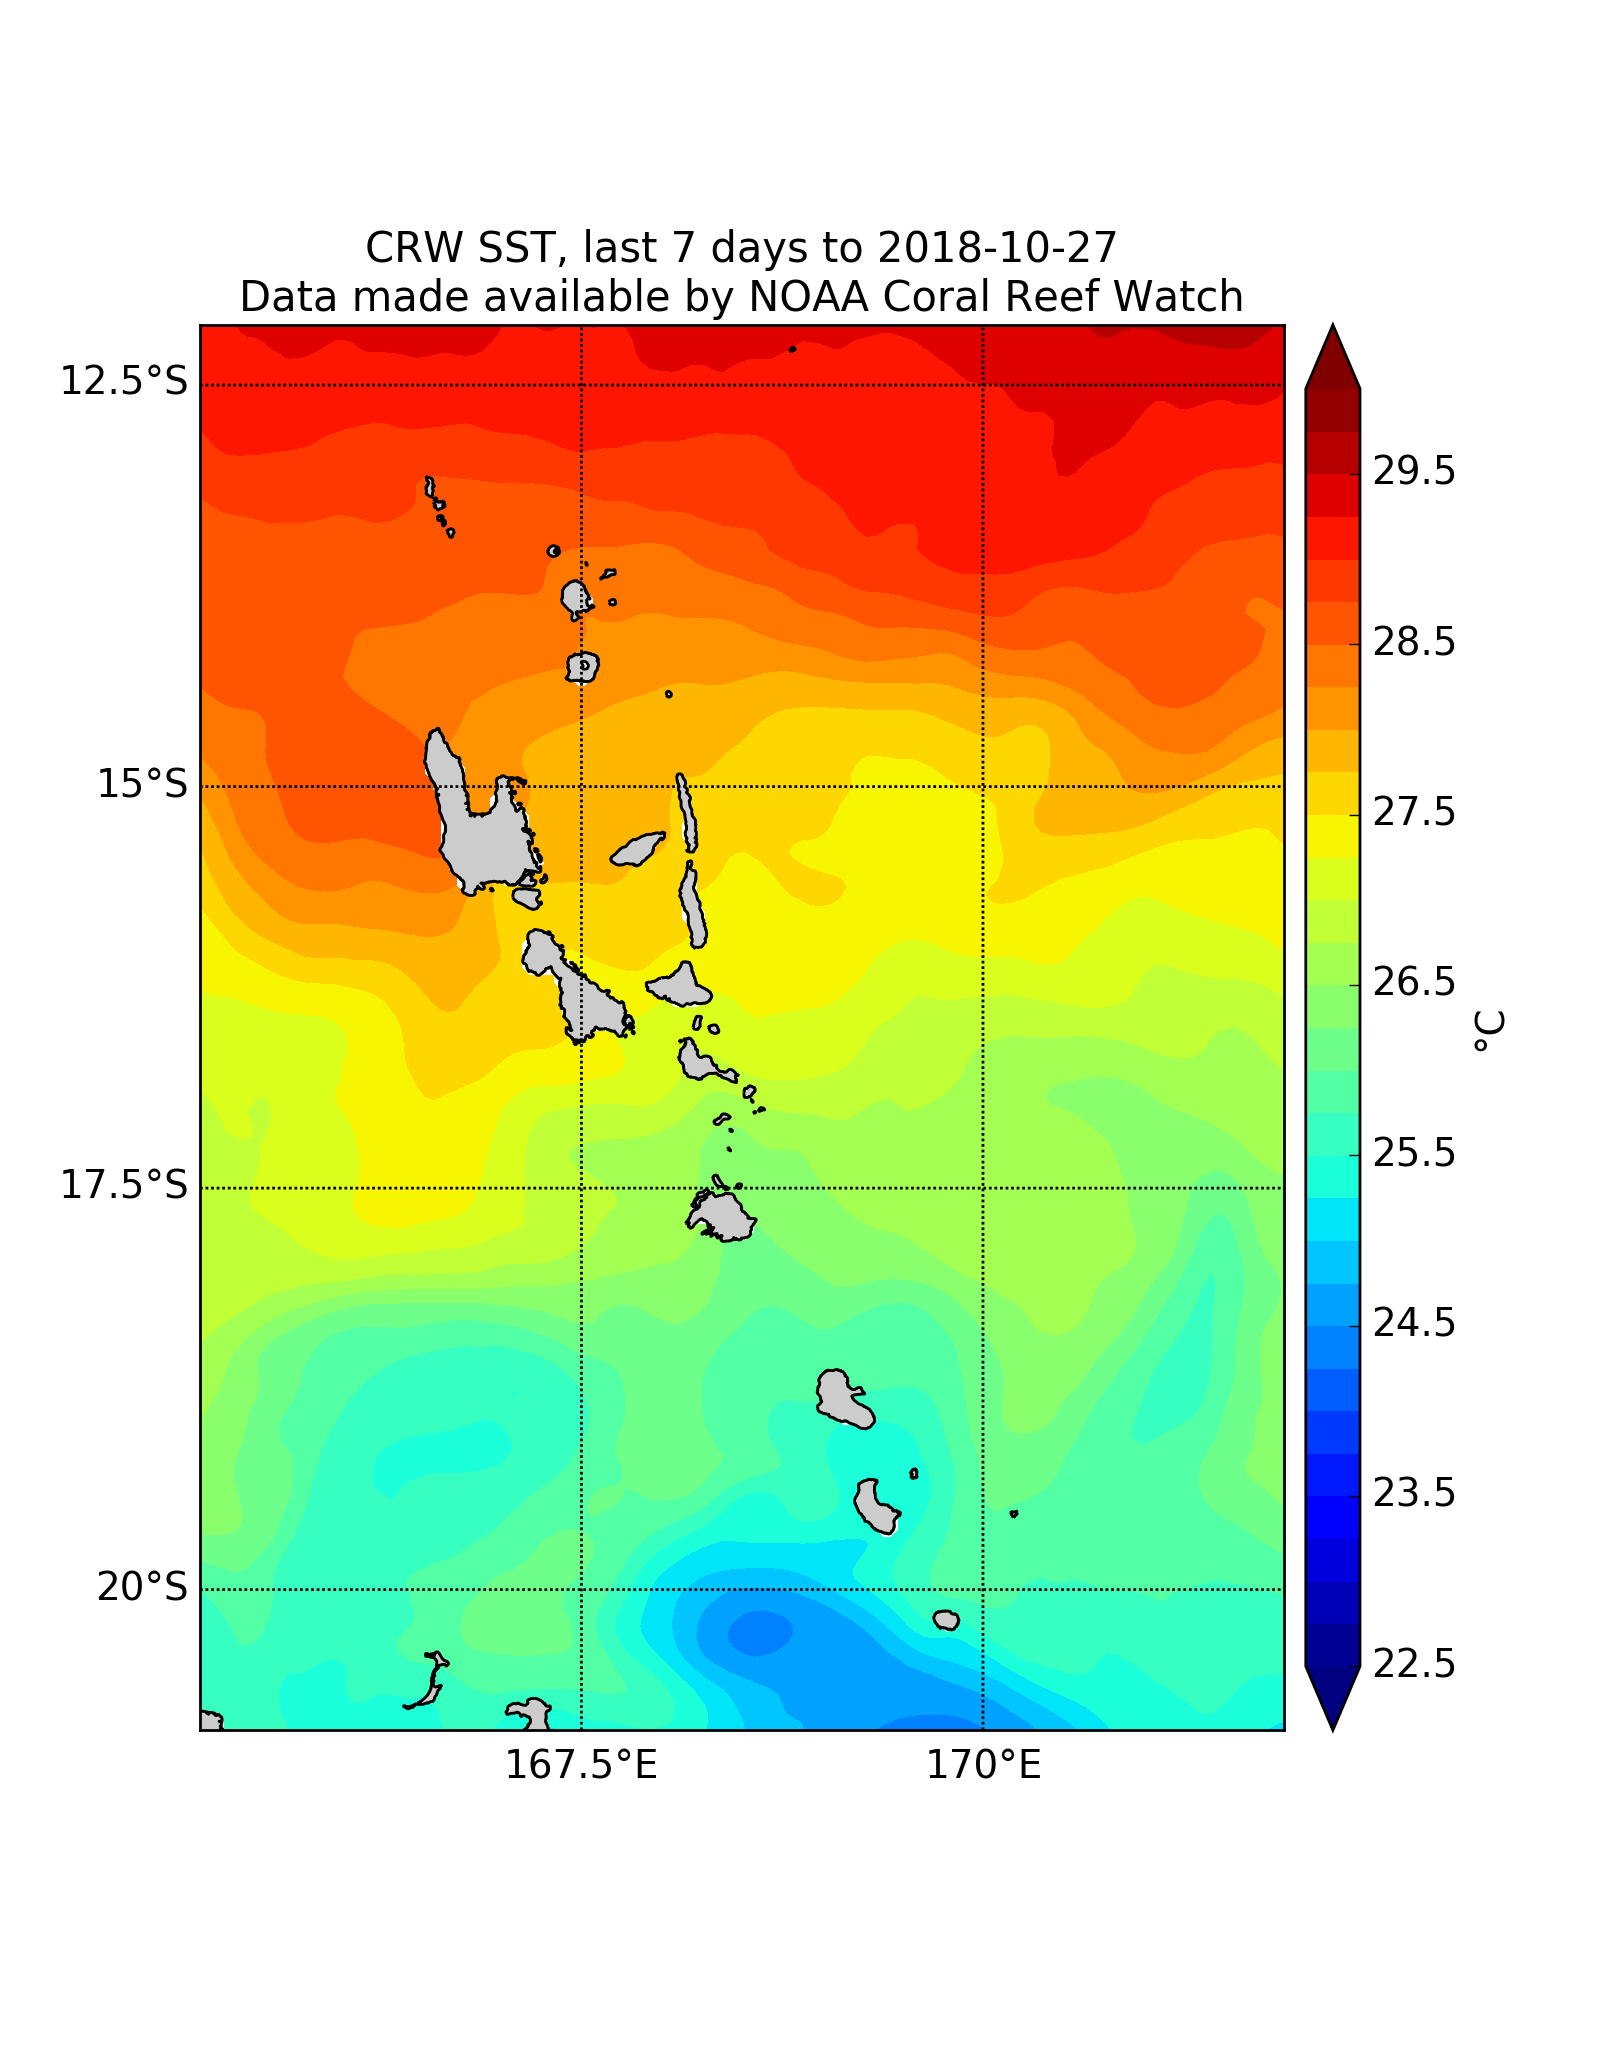 CRW SST, last 7 days to 2018-10-27
Data made available by NOAA Coral Reef Watch
12.5°S
15°S
17.5°S
20°S
167.5°E
170°E
29.5
28.5
27.5
26.5
25.5
24.5
23.5
22.5
°C